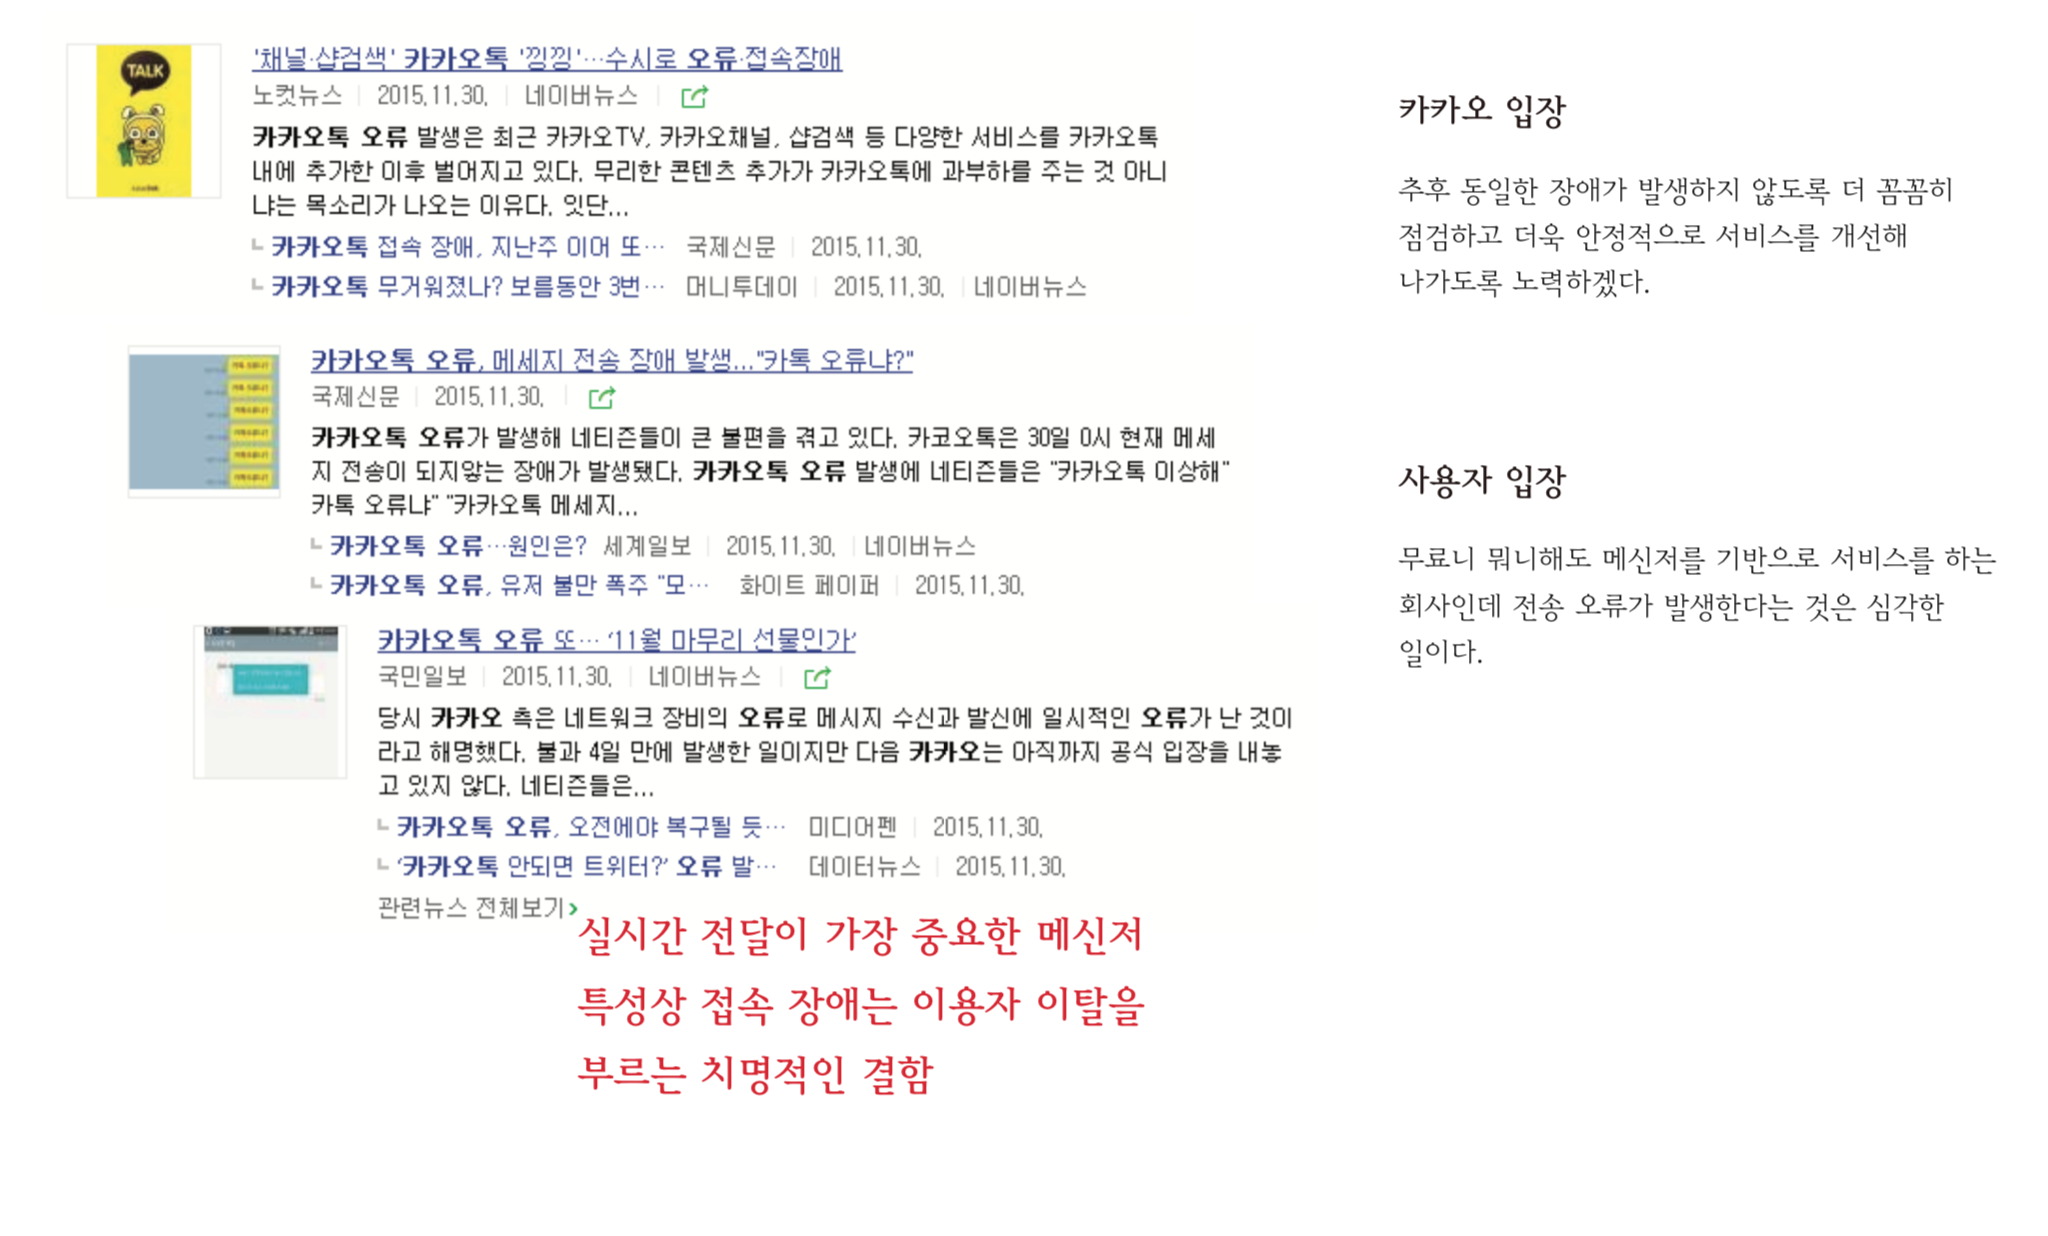 TALK
'채널·샵검색' 카카오톡 '낑낑'…수시로 오류·접속장애
노컷뉴스 2015.11.30. 네이버뉴스
카카오톡 오류 발생은 최근 카카오TV, 카카오채널, 샵검색 등 다양한 서비스를 카카오톡
내에 추가한 이후 벌어지고 있다. 무리한 콘텐츠 추가가 카카오톡에 과부하를 주는 것 아니
냐는 목소리가 나오는 이유다. 잇단...
카카오톡 접속 장애, 지난주 이어 또… 국제신문 2015.11.30.
카카오톡 무거워졌나? 보름동안 3번… 머니투데이 2015.11.30. 네이버뉴스
카카오톡 오류, 메세지 전송 장애 발생..."카톡 오류냐?"
국제신문 2015.11.30.
카카오톡 오류가 발생해 네티즌들이 큰 불편을 겪고 있다. 카코오톡은 30일 0시 현재 메세
지 전송이 되지않는 장애가 발생됐다. 카카오톡 오류 발생에 네티즌들은 "카카오톡 이상해"
카톡 오류냐" "카카오톡 메세지...
카카오톡 오류…원인은? 세계일보 2015.11.30. 네이버뉴스
카카오톡 오류, 유저 불만 폭주 "모… 화이트 페이퍼 2015.11.30.
카카오톡 오류 또… '11월 마무리 선물인가'
국민일보 2015.11.30. 네이버뉴스
당시 카카오 측은 네트워크 장비의 오류로 메시지 수신과 발신에 일시적인 오류가 난 것이
라고 해명했다. 불과 4일 만에 발생한 일이지만 다음 카카오는 아직까지 공식 입장을 내놓
고 있지 않다. 네티즌들은...
카카오톡 오류, 오전에야 복구될 듯… 미디어펜 2015.11.30.
'카카오톡 안되면 트위터?' 오류 발… 데이터뉴스 2015.11.30.
관련뉴스 전체보기
실시간 전달이 가장 중요한 메신저
특성상 접속 장애는 이용자 이탈을
부르는 치명적인 결함
카카오 입장
추후 동일한 장애가 발생하지 않도록 더 꼼꼼히
점검하고 더욱 안정적으로 서비스를 개선해
나가도록 노력하겠다.
사용자 입장
무료니 뭐니해도 메신저를 기반으로 서비스를 하는
회사인데 전송 오류가 발생한다는 것은 심각한
일이다.